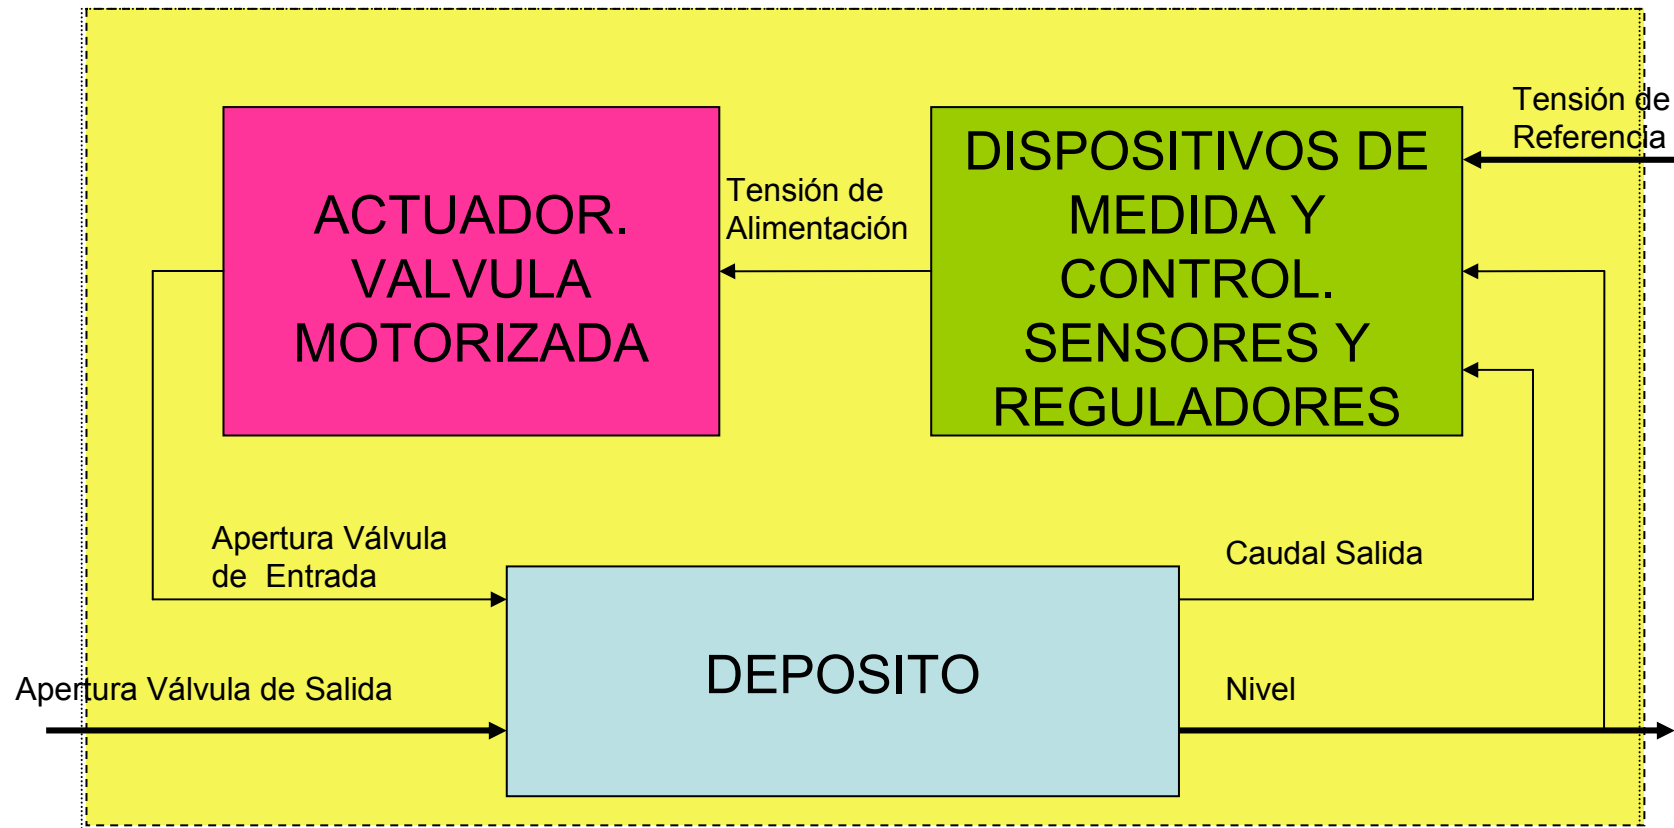 Tensión de
Referencia
ACTUADOR.
VALVULA
MOTORIZADA
Tensión de
Alimentación
DISPOSITIVOS DE
MEDIDA Y
CONTROL.
SENSORES Y
REGULADORES
Apertura Válvula
de Entrada
Caudal Salida
Apertura Válvula de Salida
DEPOSITO
Nivel